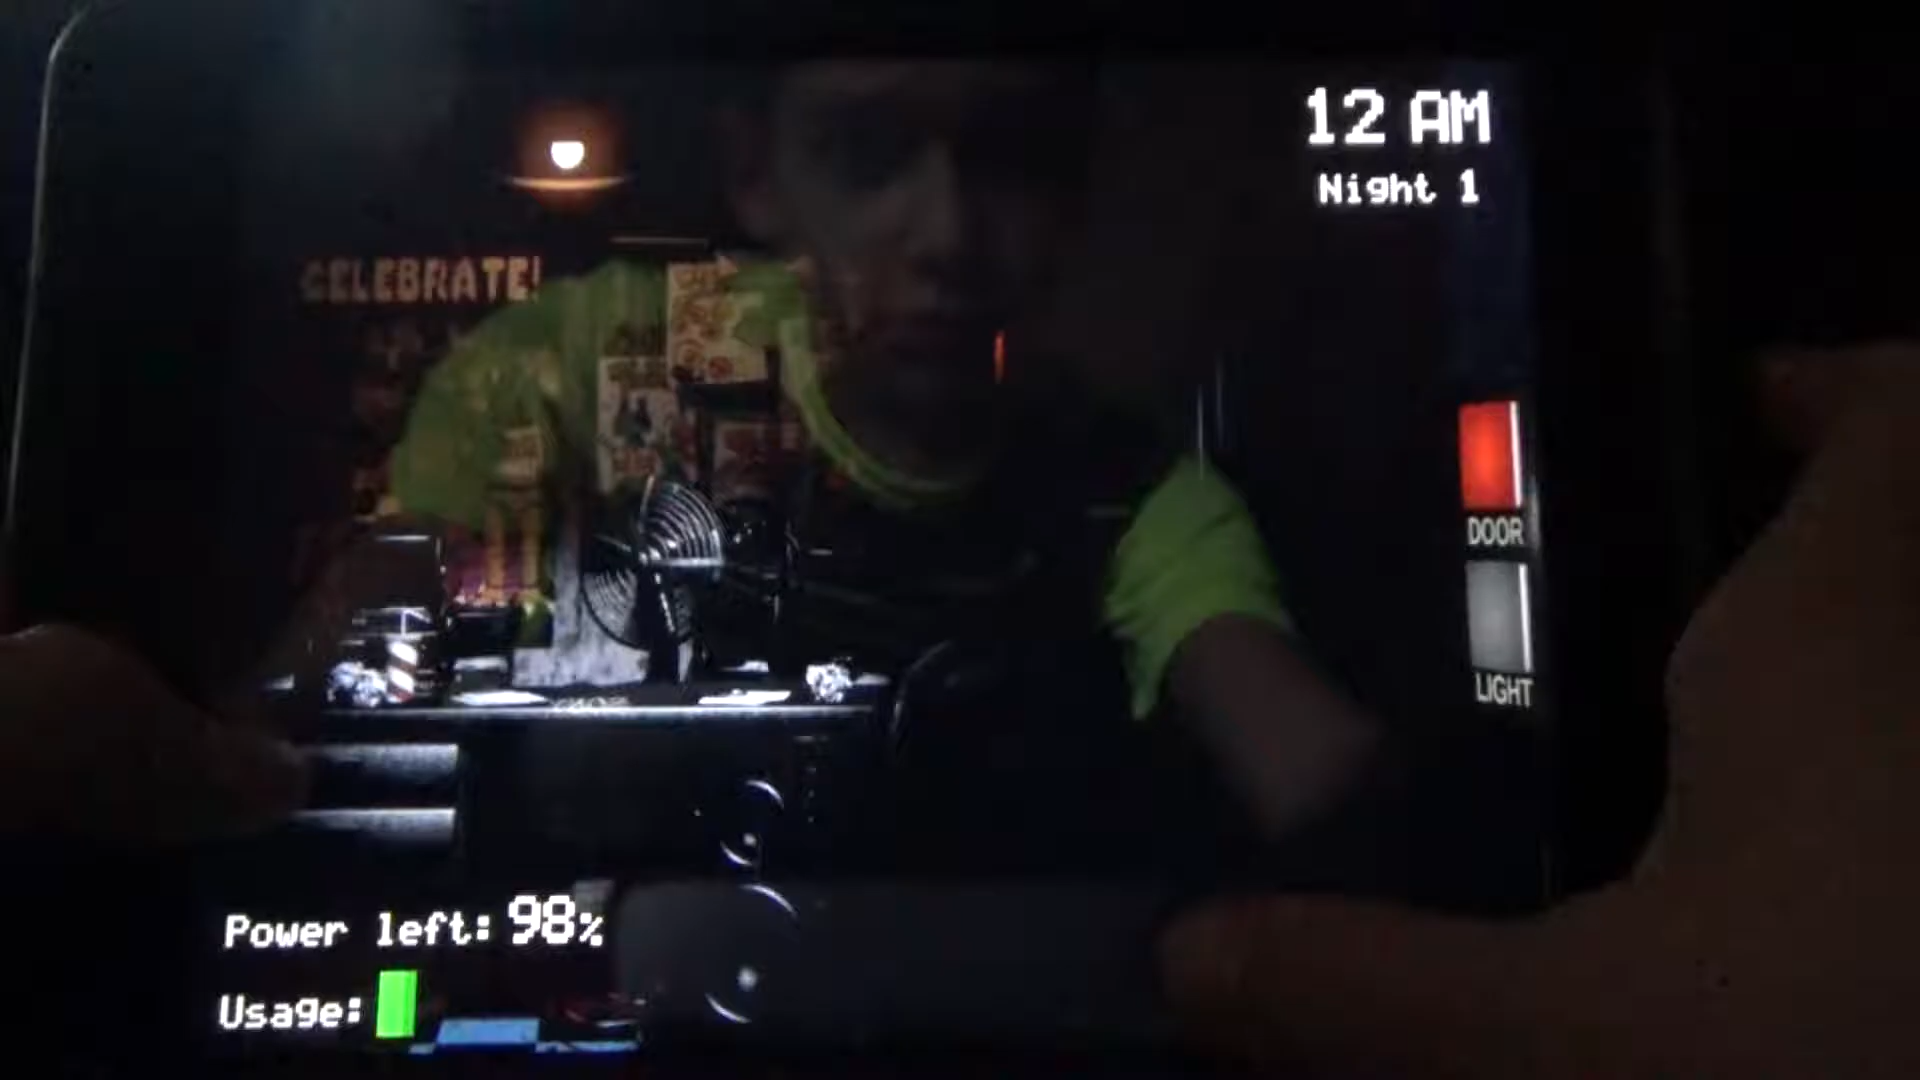 12 AM
Night 1
CELEBRATE!
DOOR
LIGHT
Power left: 98%
Usage: